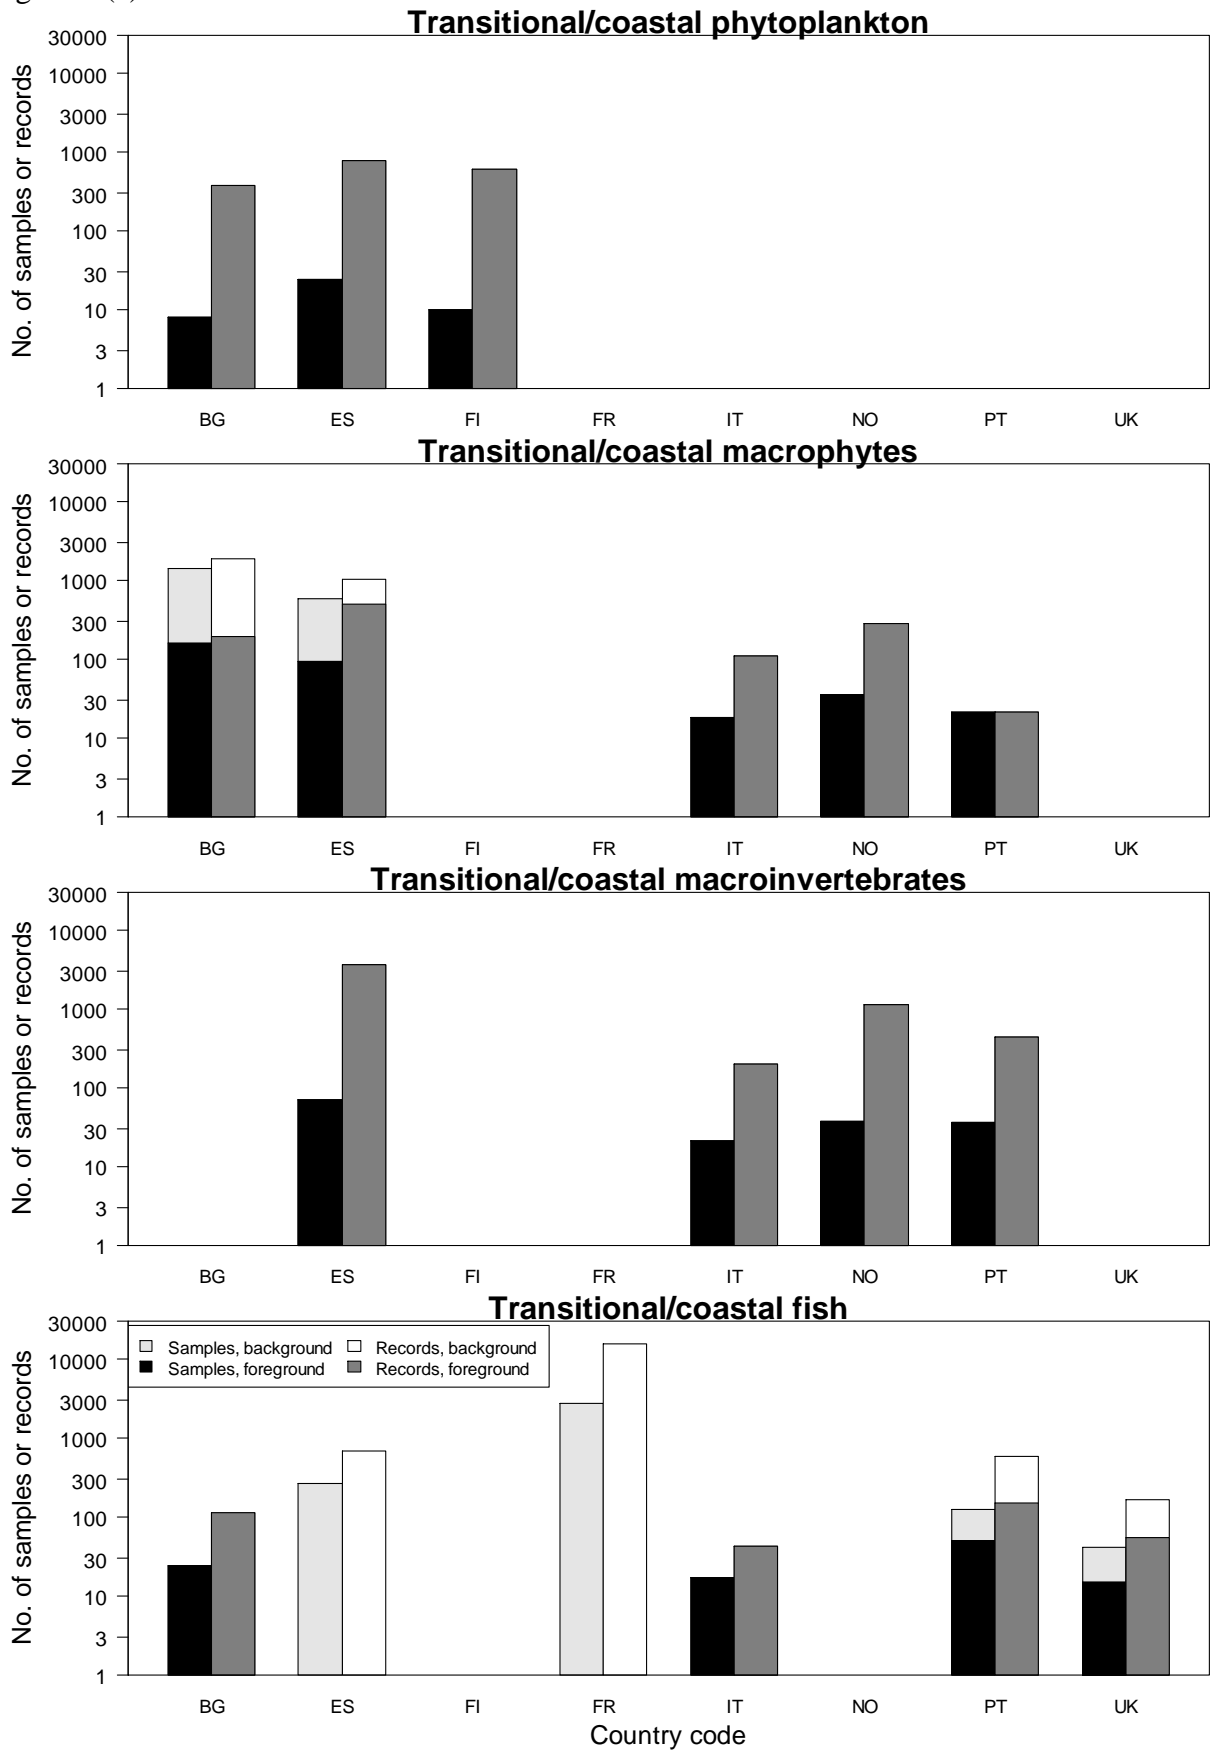 Transitional/coastal phytoplankton
30000
10000
3000
1000
300
100
30
10
3
1
No. of samples or records
BG ES FI FR IT NO PT UK
Transitional/coastal macrophytes
30000
10000
3000
1000
300
100
30
10
3
1
No. of samples or records
BG ES FI FR IT NO PT UK
Transitional/coastal macroinvertebrates
30000
10000
3000
1000
300
100
30
10
3
1
No. of samples or records
BG ES FI FR IT NO PT UK
Transitional/coastal fish
30000
10000
3000
1000
300
100
30
10
3
1
No. of samples or records
Samples, background Records, background
Samples, foreground Records, foreground
BG ES FI FR IT NO PT UK
Country code